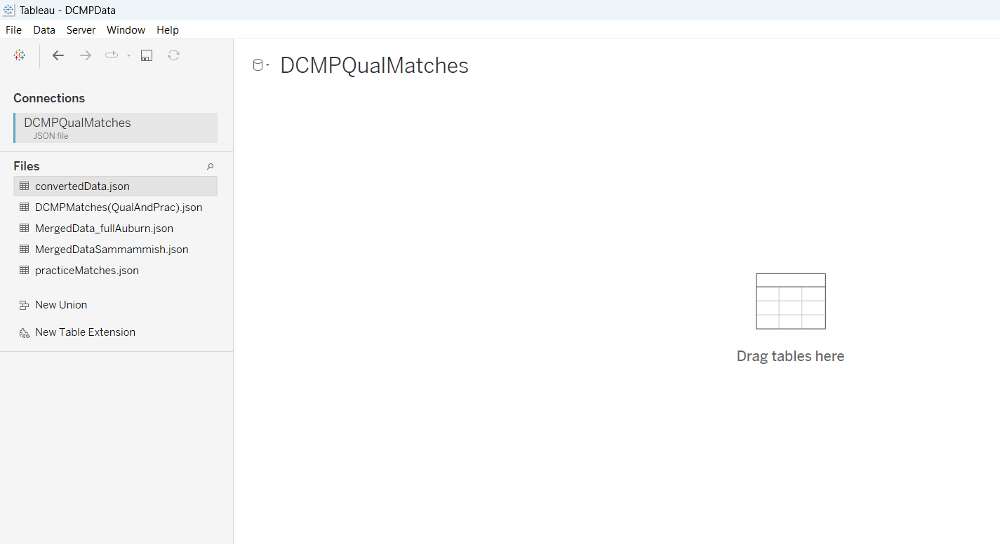 Tableau - DCMPData
File Data Server Window Help
DCMPQualMatches
Connections
DCMPQualMatches
JSON file
Files
convertedData.json
DCMPMatches(QualAndPrac).json
MergedData_fullAuburn.json
MergedDataSammammish.json
practiceMatches.json
New Union
New Table Extension
Drag tables here